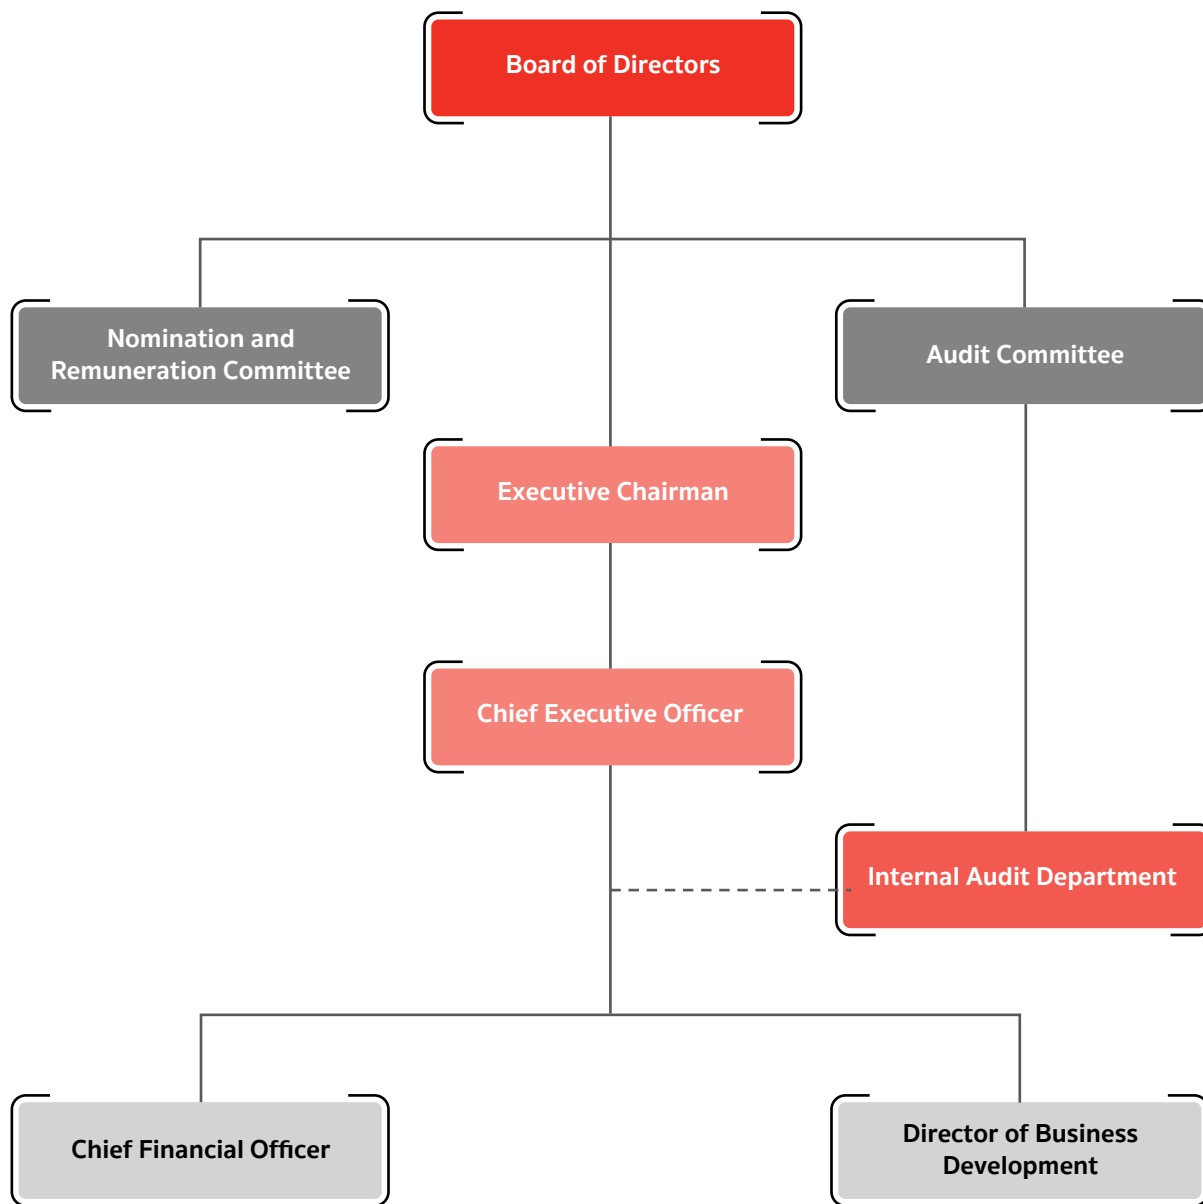 Board of Directors
Nomination and
Remuneration Committee
Audit Committee
Executive Chairman
Chief Executive Officer
Internal Audit Department
Chief Financial Officer
Director of Business
Development